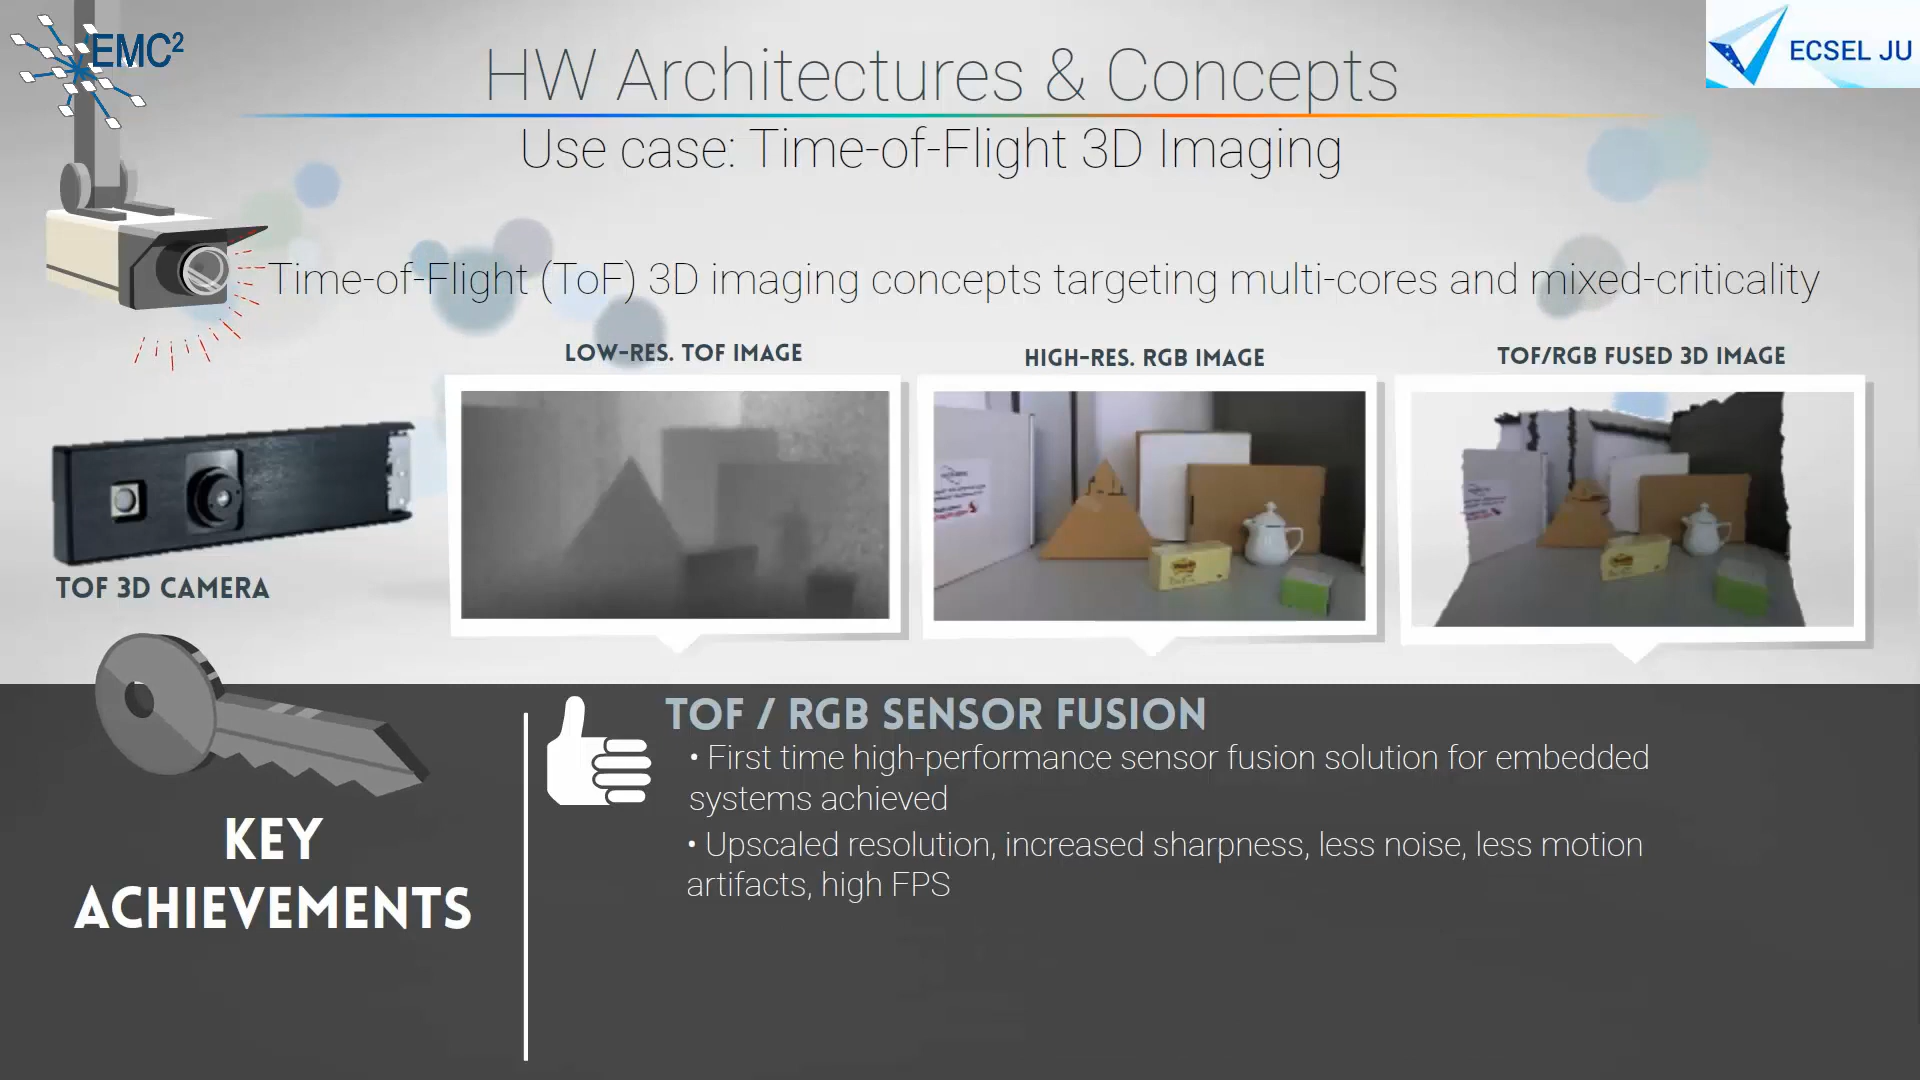 EMC²
ECSEL JU
HW Architectures & Concepts
Use case: Time-of-Flight 3D Imaging
Time-of-Flight (ToF) 3D imaging concepts targeting multi-cores and mixed-criticality
LOW-RES. TOF IMAGE
HIGH-RES. RGB IMAGE
TOF/RGB FUSED 3D IMAGE
TOF 3D CAMERA
KEY
ACHIEVEMENTS
TOF / RGB SENSOR FUSION
• First time high-performance sensor fusion solution for embedded
systems achieved
• Upscaled resolution, increased sharpness, less noise, less motion
artifacts, high FPS